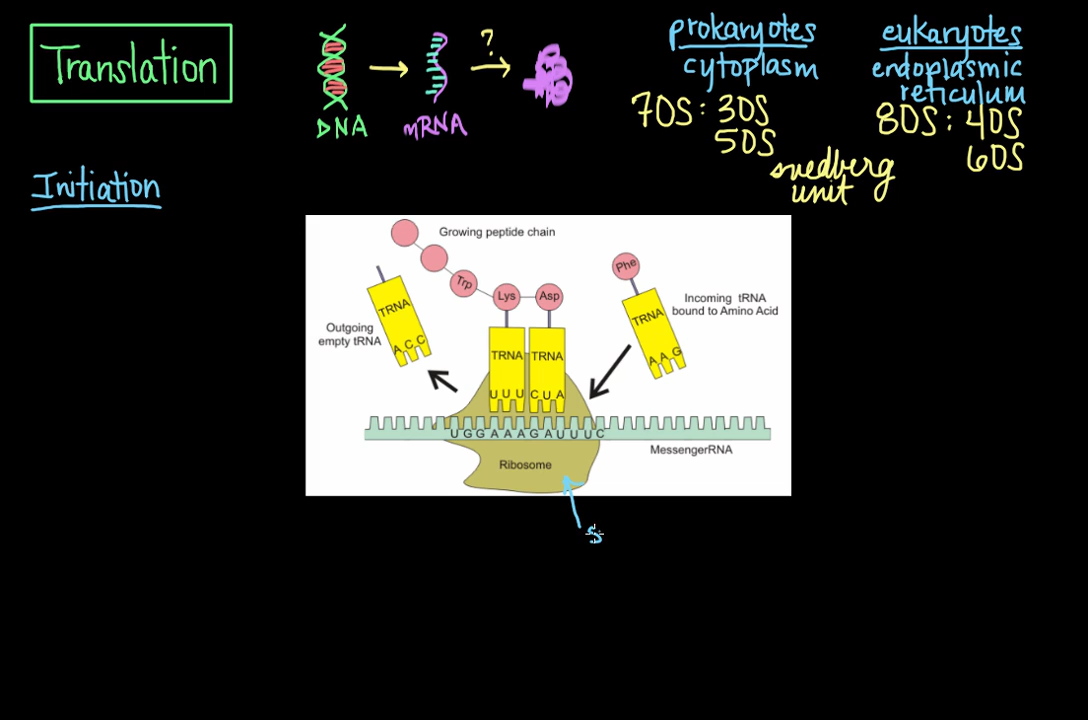 Translation
DNA
mRNA
?
prokaryotes
cytoplasm
70S: 30S
50S
eukaryotes
endoplasmic
reticulum
80S: 40S
60S
svedberg
unit
Initiation
Growing peptide chain
Trp
Lys
Asp
Phe
TRNA
A C C
Outgoing
empty tRNA
TRNA
U U U
TRNA
C U A
TRNA
A A G
Incoming tRNA
bound to Amino Acid
U G G A A A G A U U U C
MessengerRNA
Ribosome
s